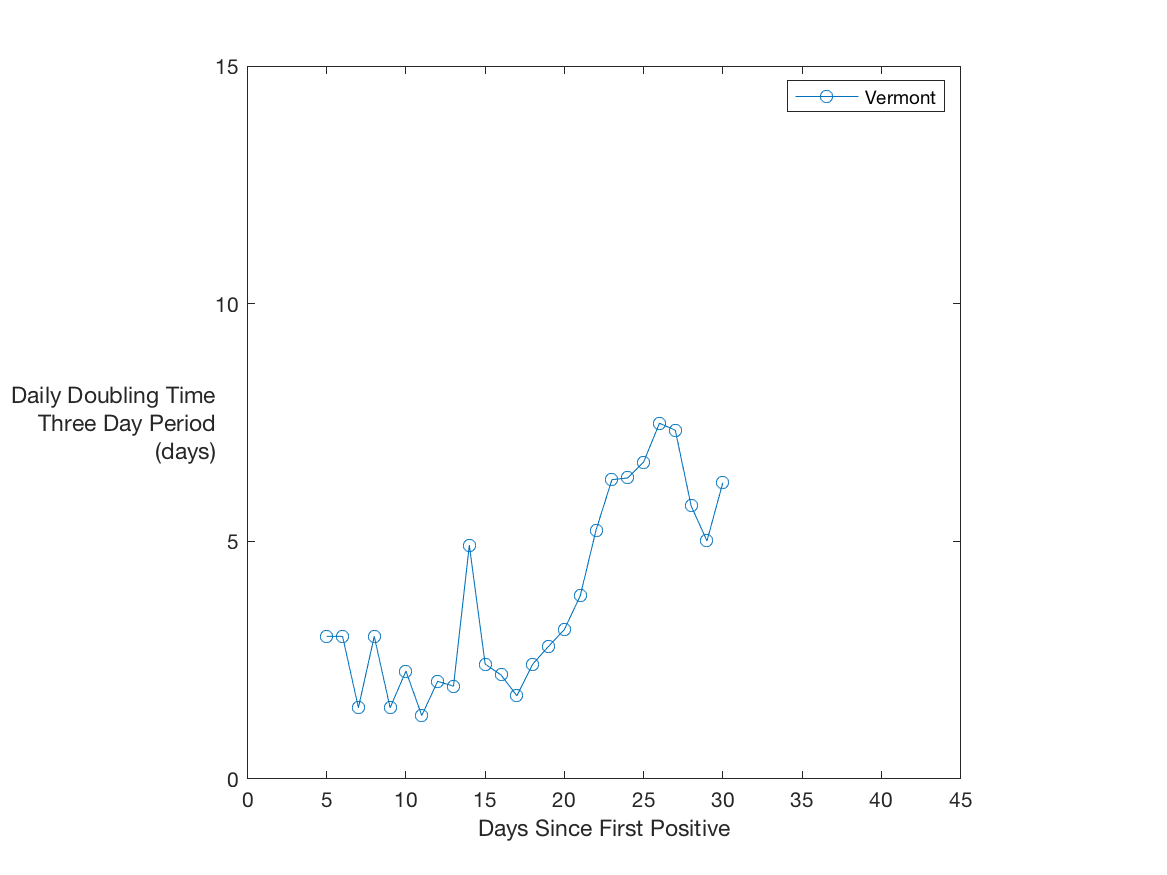 15
Vermont
10
Daily Doubling Time
Three Day Period
(days)
5
0
0 5 10 15 20 25 30 35 40 45
Days Since First Positive